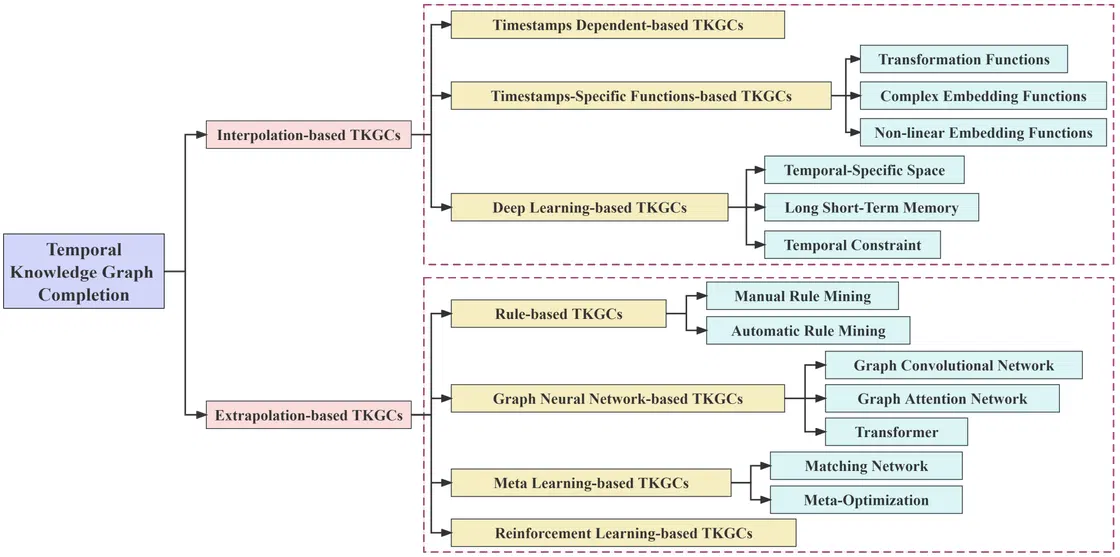 Temporal
Knowledge Graph
Completion
Interpolation-based TKGCs
Timestamps Dependent-based TKGCs
Timestamps-Specific Functions-based TKGCs
Transformation Functions
Complex Embedding Functions
Non-linear Embedding Functions
Deep Learning-based TKGCs
Temporal-Specific Space
Long Short-Term Memory
Temporal Constraint
Extrapolation-based TKGCs
Rule-based TKGCs
Manual Rule Mining
Automatic Rule Mining
Graph Neural Network-based TKGCs
Graph Convolutional Network
Graph Attention Network
Transformer
Meta Learning-based TKGCs
Matching Network
Meta-Optimization
Reinforcement Learning-based TKGCs